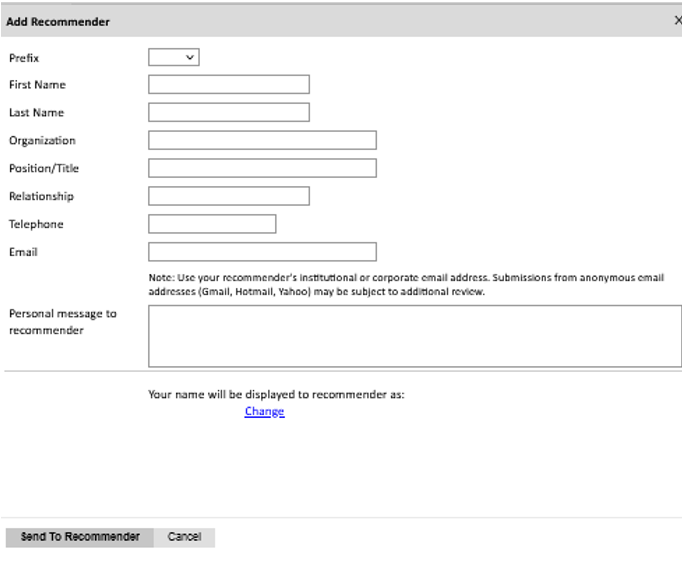 Add Recommender X
Prefix
First Name
Last Name
Organization
Position/Title
Relationship
Telephone
Email
Note: Use your recommender's institutional or corporate email address. Submissions from anonymous email
addresses (Gmail, Hotmail, Yahoo) may be subject to additional review.
Personal message to
recommender
Your name will be displayed to recommender as:
Change
Send To Recommender Cancel